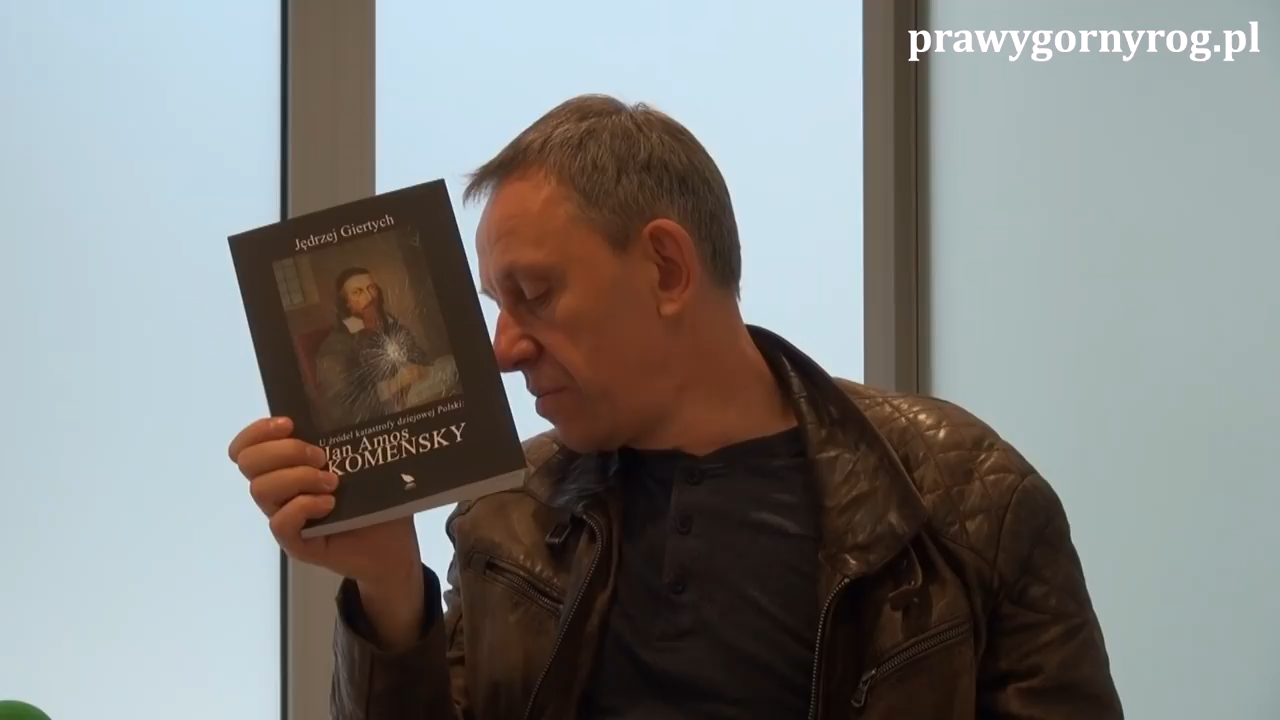 prawygornyrog.pl
Jędrzej Giertych
U źródeł katastrofy dziejowej Polski:
Jan Amos
KOMENSKY